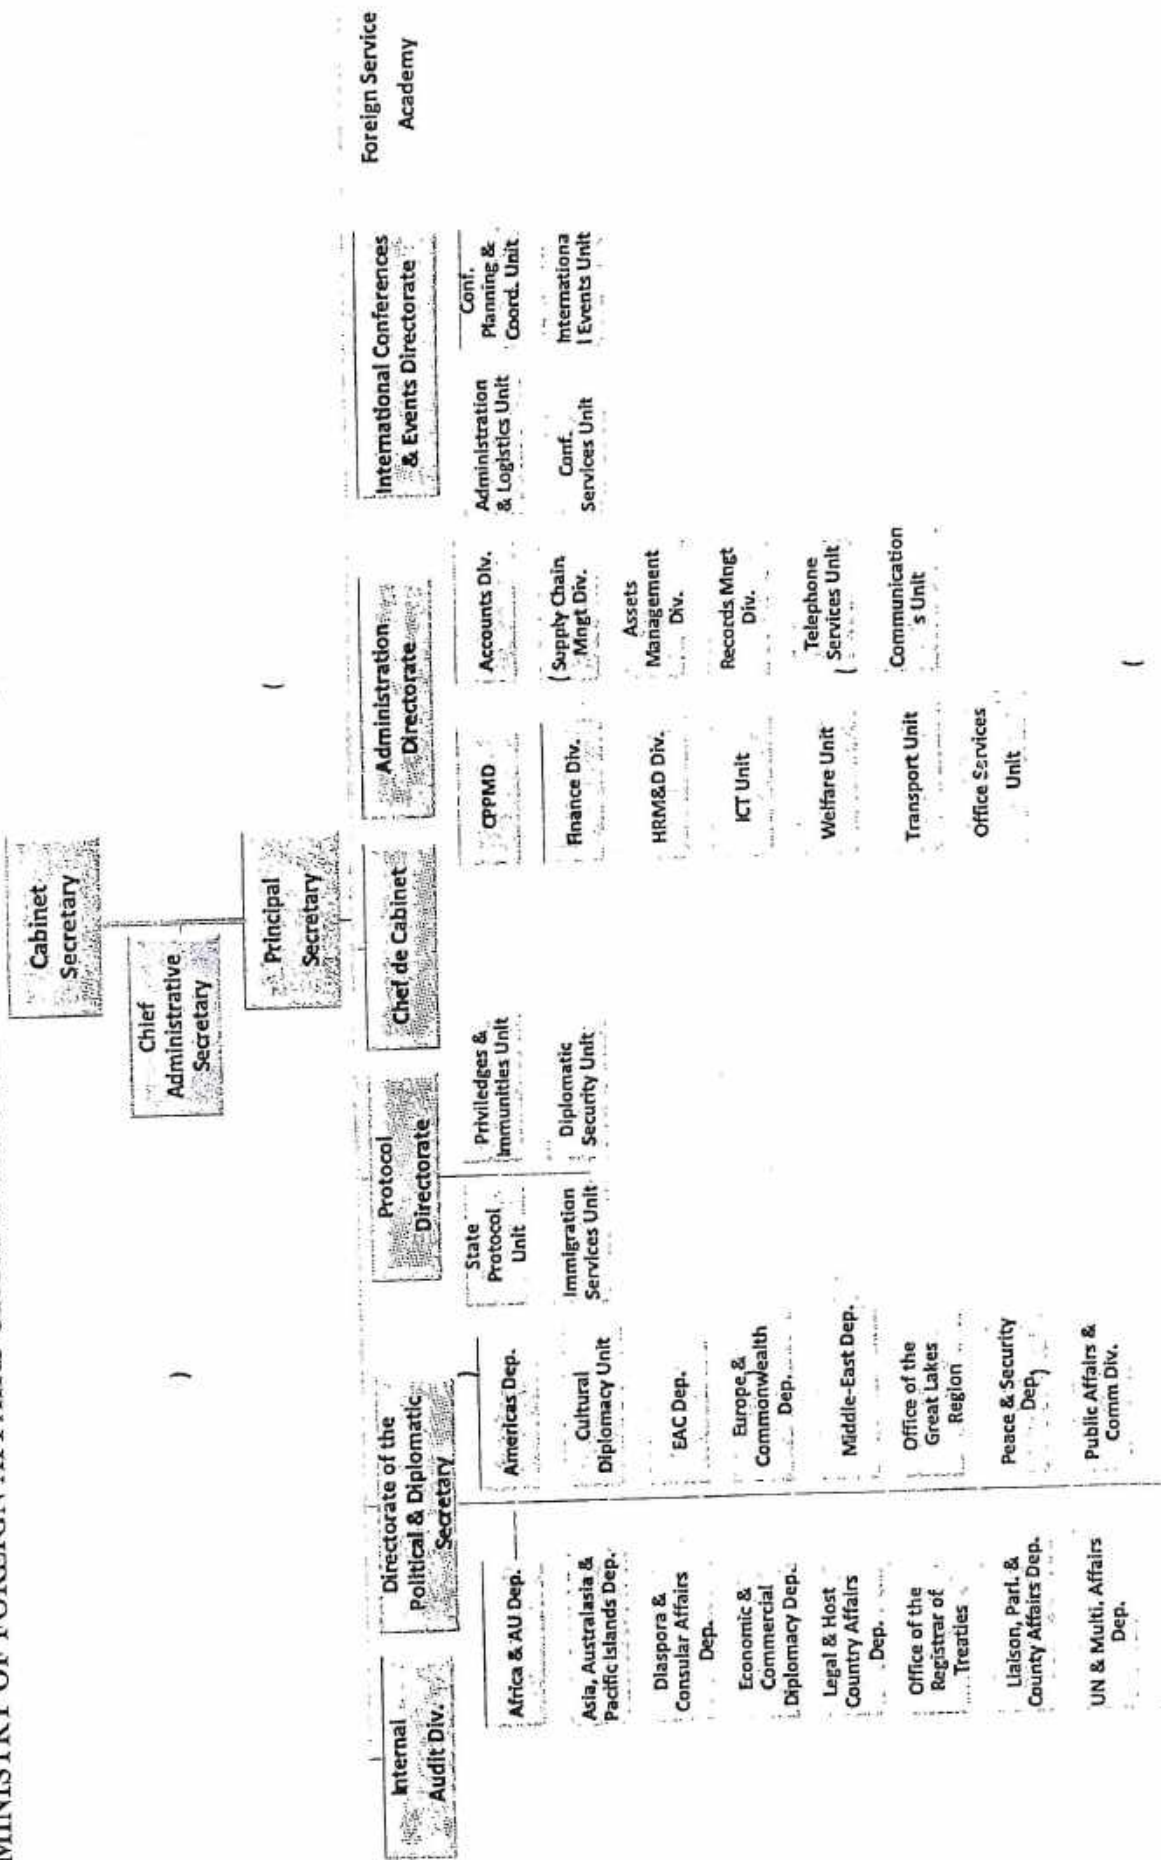 MINISTRY OF FOREIGN AFFAIRS
Cabinet
Secretary
Chief
Administrative
Secretary
Principal
Secretary
Internal
Audit Div.
Directorate of the
Political & Diplomatic
Secretary
Protocol
Directorate
Chef de Cabinet
Administration
Directorate
International Conferences
& Events Directorate
Foreign Service
Academy
Africa & AU Dep.
Americas Dep.
Asia, Australasia &
Pacific Islands Dep.
Cultural
Diplomacy Unit
Diaspora &
Consular Affairs
Dep.
EAC Dep.
Economic &
Commercial
Diplomacy Dep.
Europe &
Commonwealth
Dep.
Legal & Host
Country Affairs
Dep.
Middle-East Dep.
Office of the
Registrar of
Treaties
Office of the
Great Lakes
Region
Liaison, Parl. &
County Affairs Dep.
Peace & Security
Dep.
UN & Multi. Affairs
Dep.
Public Affairs &
Comm Div.
State
Protocol
Unit
Priviledges &
Immunities Unit
Immigration
Services Unit
Diplomatic
Security Unit
CPPMD
Accounts Div.
Finance Div.
Supply Chain
Mngt Div.
HRM&D Div.
Assets
Management
Div.
ICT Unit
Records Mngt
Div.
Welfare Unit
Telephone
Services Unit
Transport Unit
Communication
s Unit
Office Services
Unit
Administration
& Logistics Unit
Conf.
Planning &
Coord. Unit
Conf.
Services Unit
Internationa
l Events Unit